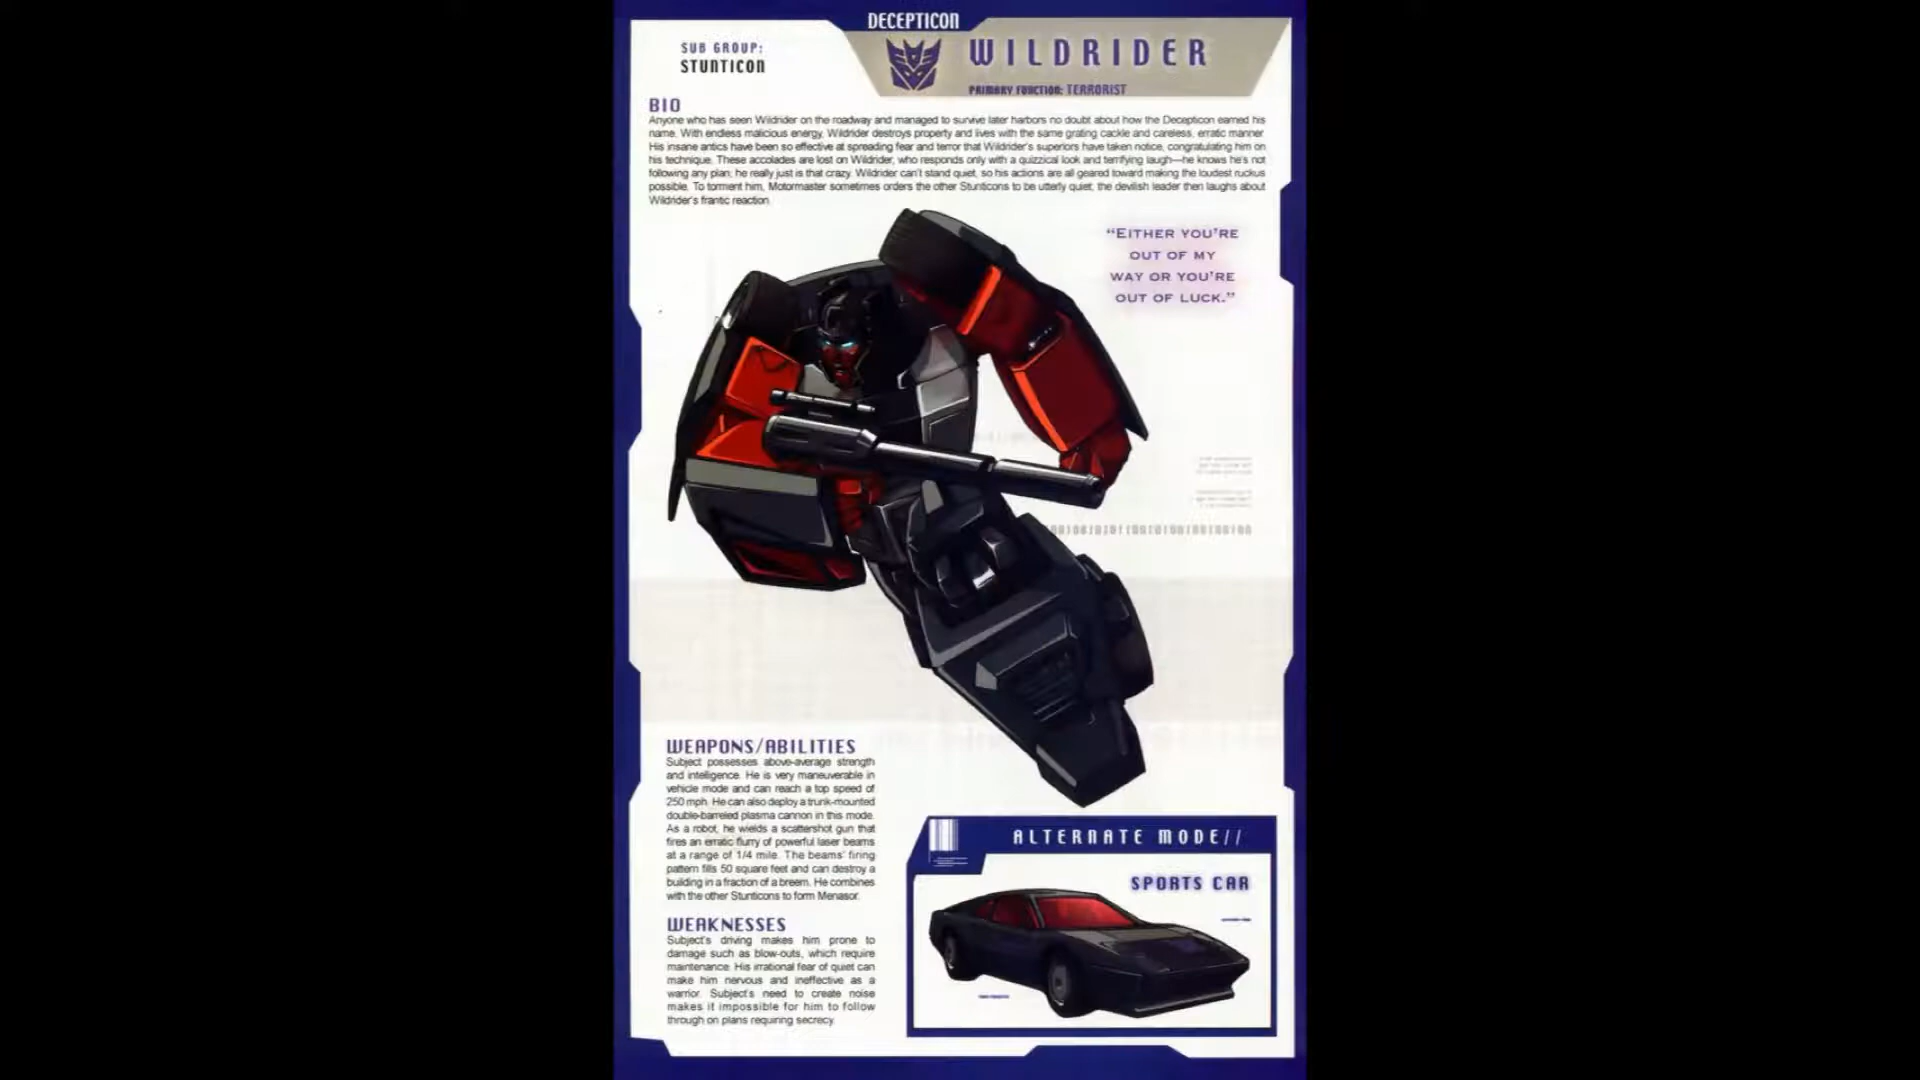 DECEPTICON
SUB GROUP:
STUNTICON
WILDRIDER
PRIMARY FUNCTION: TERRORIST
BIO
Anyone who has seen Wildrider on the roadway and managed to survive later harbors no doubt about how the Decepticon earned his
name. With endless malicious energy, Wildrider destroys property and lives with the same grating cackle and careless, erratic manner
His insane antics have been so effective at spreading fear and terror that Wildrider's superiors have taken notice, congratulating him on
his technique. These accolades are lost on Wildrider, who responds only with a quizzical look and terrifying laugh—he knows he's not
following any plan; he really just is that crazy. Wildrider can't stand quiet, so his actions are all geared toward making the loudest ruckus
possible. To torment him, Motormaster sometimes orders the other Stunticons to be utterly quiet; the devilish leader then laughs about
Wildrider's frantic reaction.
"EITHER YOU'RE
OUT OF MY
WAY OR YOU'RE
OUT OF LUCK."
WEAPONS/ABILITIES
Subject possesses above-average strength
and intelligence. He is very maneuverable in
vehicle mode and can reach a top speed of
250 mph. He can also deploy a trunk-mounted
double-barreled plasma cannon in this mode.
As a robot, he wields a scattershot gun that
fires an erratic flurry of powerful laser beams
at a range of 1/4 mile. The beams' firing
pattern fills 50 square feet and can destroy a
building in a fraction of a breem. He combines
with the other Stunticons to form Menasor.
WEAKNESSES
Subject's driving makes him prone to
damage such as blow-outs, which require
maintenance. His irrational fear of quiet can
make him nervous and ineffective as a
warrior. Subject's need to create noise
makes it impossible for him to follow
through on plans requiring secrecy.
ALTERNATE MODE//
SPORTS CAR